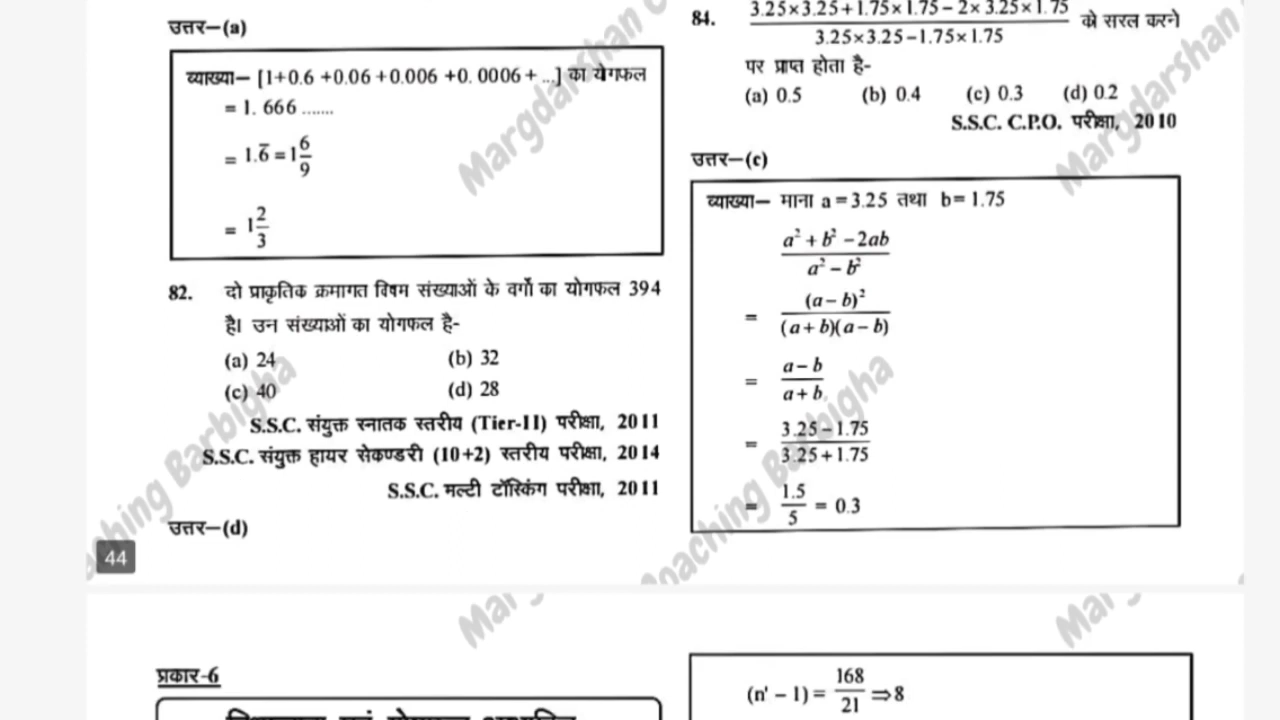 उत्तर–(a)
व्याख्या– [1+0.6 +0.06 +0.006 +0. 0006 + ...] का योगफल
= 1. 666 .......
= 1.6̄ = 1 6/9
= 1 2/3
82. दो प्राकृतिक क्रमागत विषम संख्याओं के वर्गों का योगफल 394
है। उन संख्याओं का योगफल है-
(a) 24 (b) 32
(c) 40 (d) 28
S.S.C. संयुक्त स्नातक स्तरीय (Tier-II) परीक्षा, 2011
S.S.C. संयुक्त हायर सेकण्डरी (10+2) स्तरीय परीक्षा, 2014
S.S.C. मल्टी टॉस्किंग परीक्षा, 2011
उत्तर–(d)
44
84. 3.25×3.25+1.75×1.75−2×3.25×1.75 / 3.25×3.25−1.75×1.75 को सरल करने
पर प्राप्त होता है-
(a) 0.5 (b) 0.4 (c) 0.3 (d) 0.2
S.S.C. C.P.O. परीक्षा, 2010
उत्तर–(c)
व्याख्या– माना a = 3.25 तथा b= 1.75
a² + b² − 2ab / a² − b²
= (a − b)² / (a + b)(a − b)
= a − b / a + b
= 3.25 − 1.75 / 3.25 + 1.75
= 1.5 / 5 = 0.3
Margdarshan
Margdarshan
Coaching Barbigha
Coaching Barbigha
प्रकार-6
(n' − 1) = 168/21 ⇒ 8